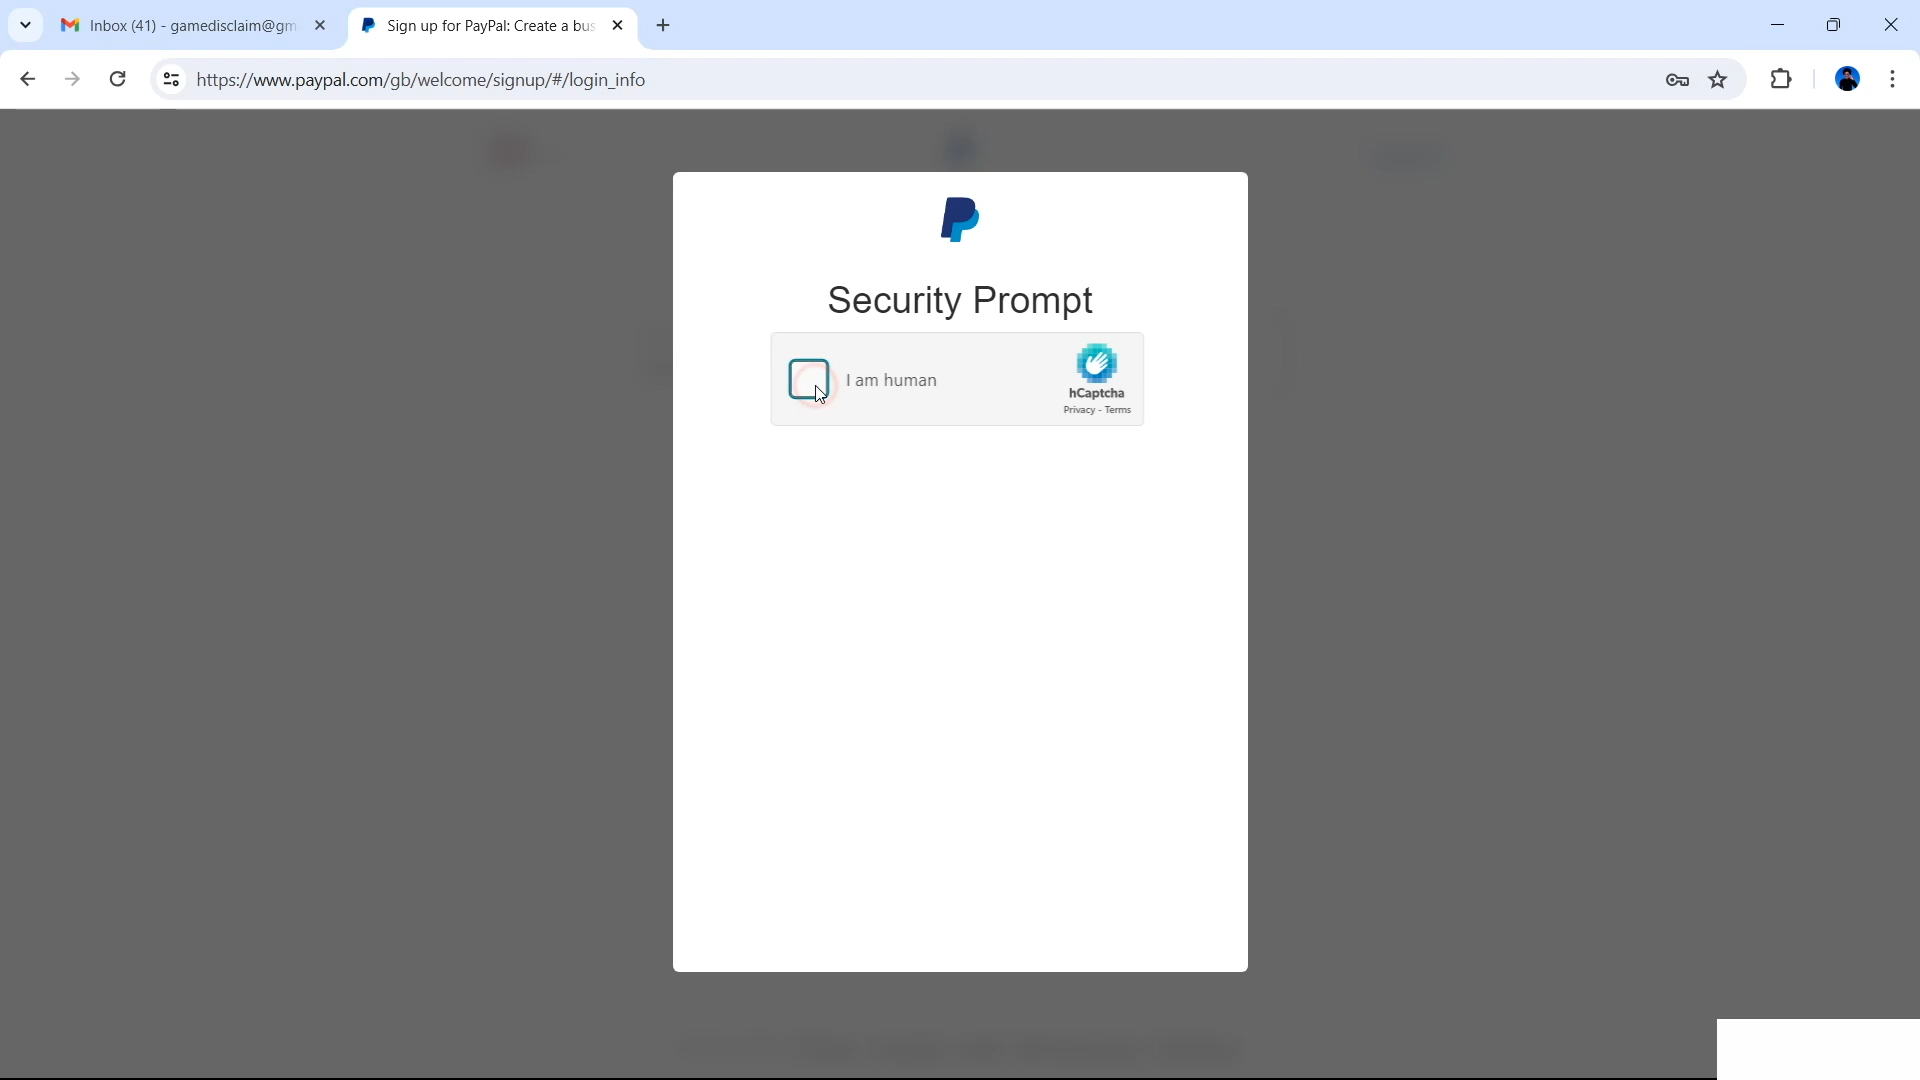 Inbox (41) - gamedisclaim@gm
Sign up for PayPal: Create a bus
https://www.paypal.com/gb/welcome/signup/#/login_info
Security Prompt
I am human
hCaptcha
Privacy - Terms